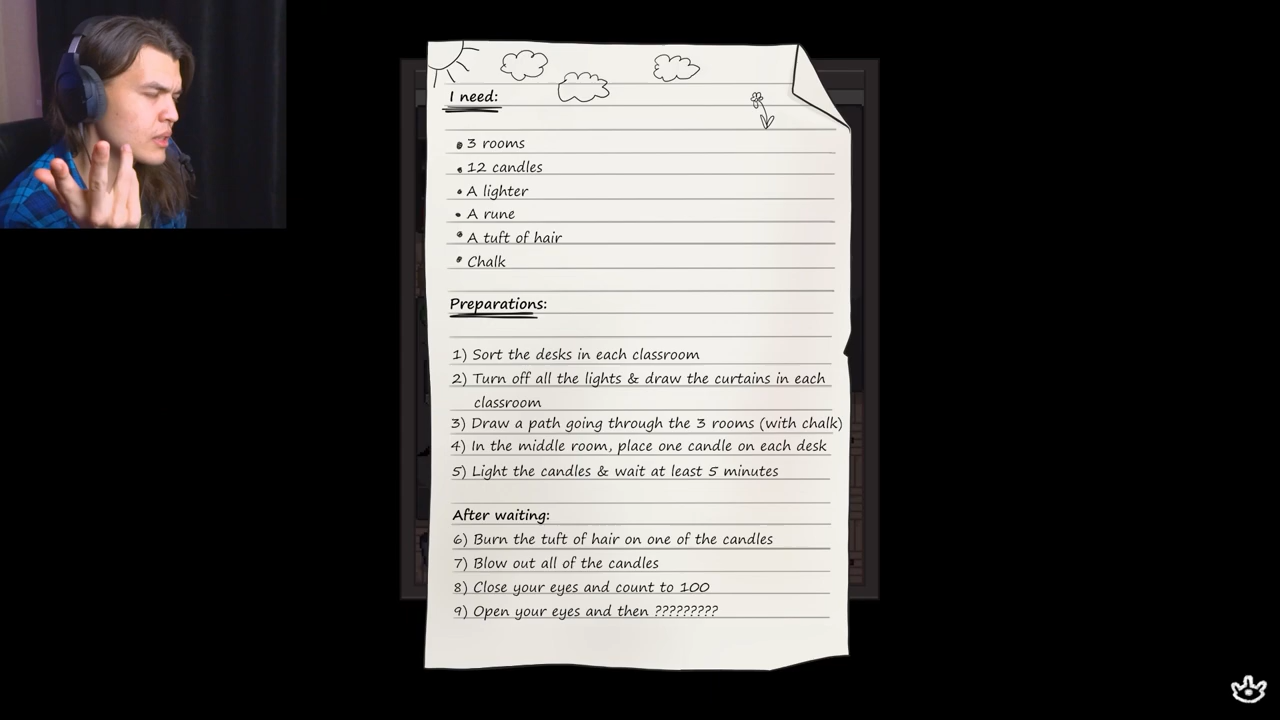 I need:
3 rooms
12 candles
A lighter
A rune
A tuft of hair
Chalk
Preparations:
1) Sort the desks in each classroom
2) Turn off all the lights & draw the curtains in each
classroom
3) Draw a path going through the 3 rooms (with chalk)
4) In the middle room, place one candle on each desk
5) Light the candles & wait at least 5 minutes
After waiting:
6) Burn the tuft of hair on one of the candles
7) Blow out all of the candles
8) Close your eyes and count to 100
9) Open your eyes and then ?????????